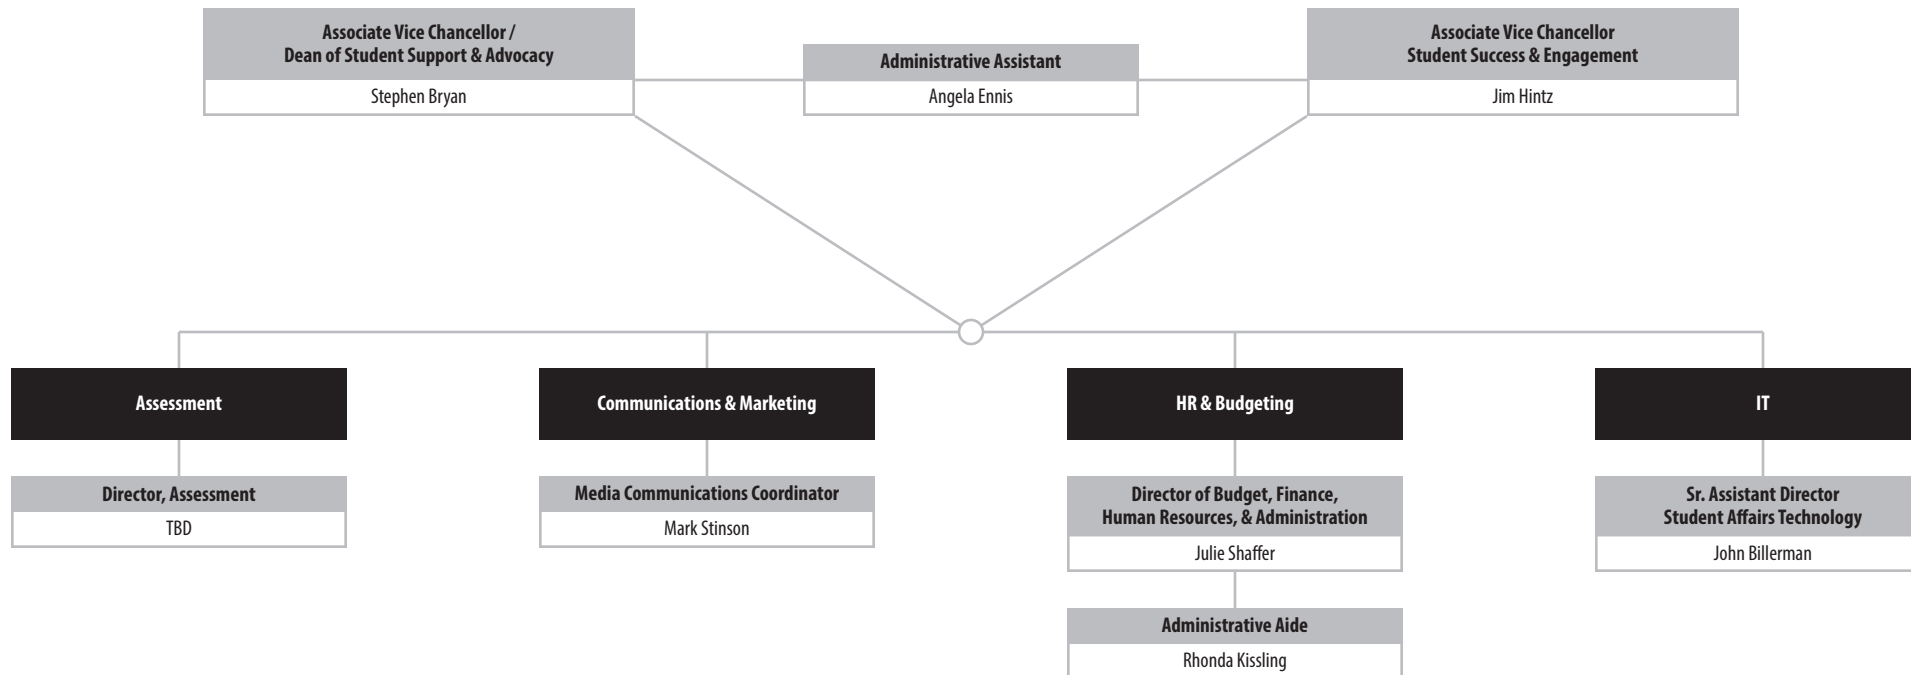 Associate Vice Chancellor /
Dean of Student Support & Advocacy
Stephen Bryan
Administrative Assistant
Angela Ennis
Associate Vice Chancellor
Student Success & Engagement
Jim Hintz
Assessment
Director, Assessment
TBD
Communications & Marketing
Media Communications Coordinator
Mark Stinson
HR & Budgeting
Director of Budget, Finance,
Human Resources, & Administration
Julie Shaffer
Administrative Aide
Rhonda Kissling
IT
Sr. Assistant Director
Student Affairs Technology
John Billerman